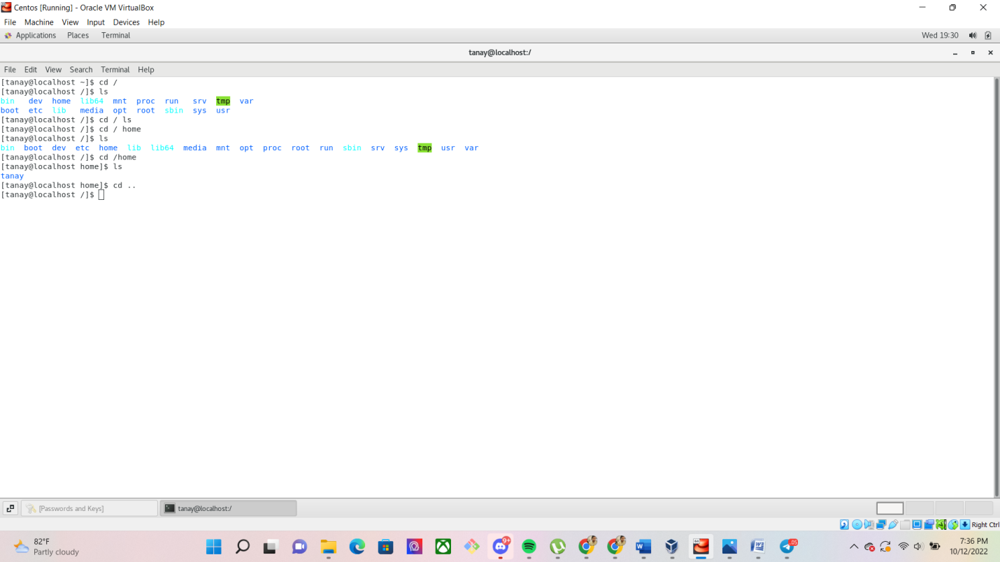 Centos [Running] - Oracle VM VirtualBox
File Machine View Input Devices Help
Applications Places Terminal Wed 19:30
tanay@localhost:/
File Edit View Search Terminal Help
[tanay@localhost ~]$ cd /
[tanay@localhost /]$ ls
bin dev home lib64 mnt proc run srv tmp var
boot etc lib media opt root sbin sys usr
[tanay@localhost /]$ cd / ls
[tanay@localhost /]$ cd / home
[tanay@localhost /]$ ls
bin boot dev etc home lib lib64 media mnt opt proc root run sbin srv sys tmp usr var
[tanay@localhost /]$ cd /home
[tanay@localhost home]$ ls
tanay
[tanay@localhost home]$ cd ..
[tanay@localhost /]$
[Passwords and Keys] tanay@localhost:/
Right Ctrl
82°F
Partly cloudy
9+
05
7:36 PM
10/12/2022